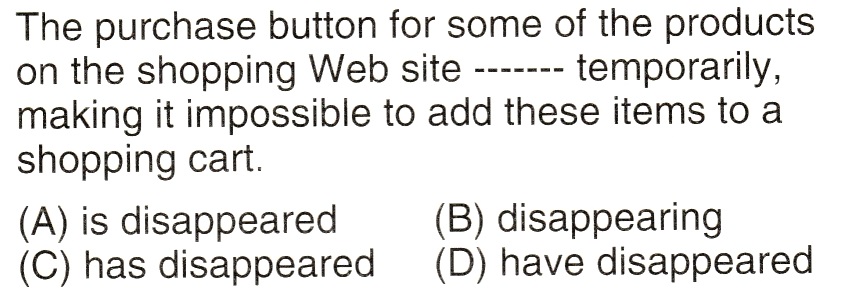 The purchase button for some of the products
on the shopping Web site ------- temporarily,
making it impossible to add these items to a
shopping cart.
(A) is disappeared (B) disappearing
(C) has disappeared (D) have disappeared